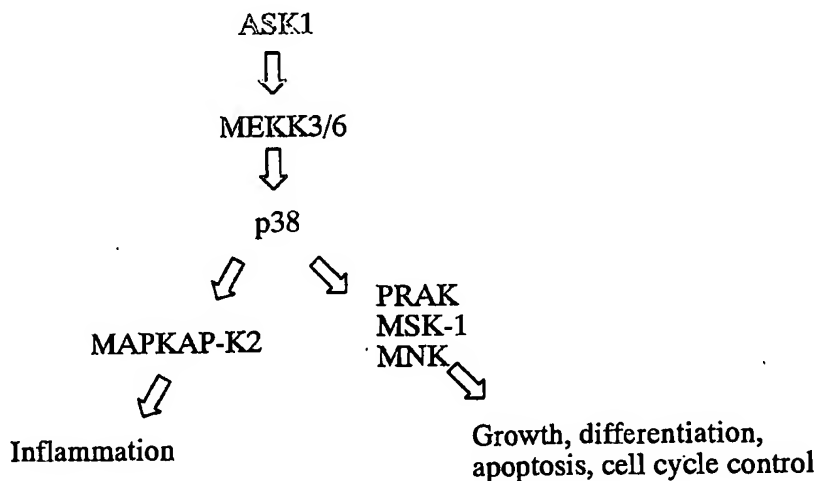 ASK1
MEKK3/6
p38
PRAK
MSK-1
MNK
MAPKAP-K2
Inflammation
Growth, differentiation,
apoptosis, cell cycle control